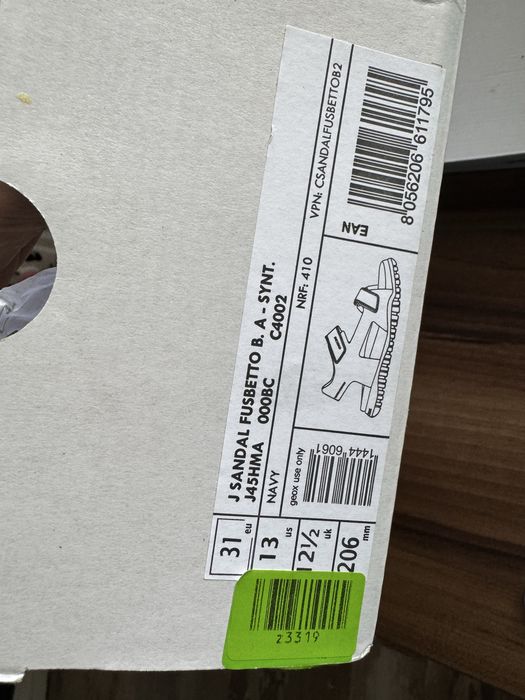 J SANDAL FUSBETTO B. A - SYNT.
J45HMA 000BC C4002
NAVY NRF: 410 VPN: CSANDALFUSBETTOB2
31 eu
13 us
12½ uk
206 mm
geox use only
1444 6061
EAN
8 056206 611795
23319